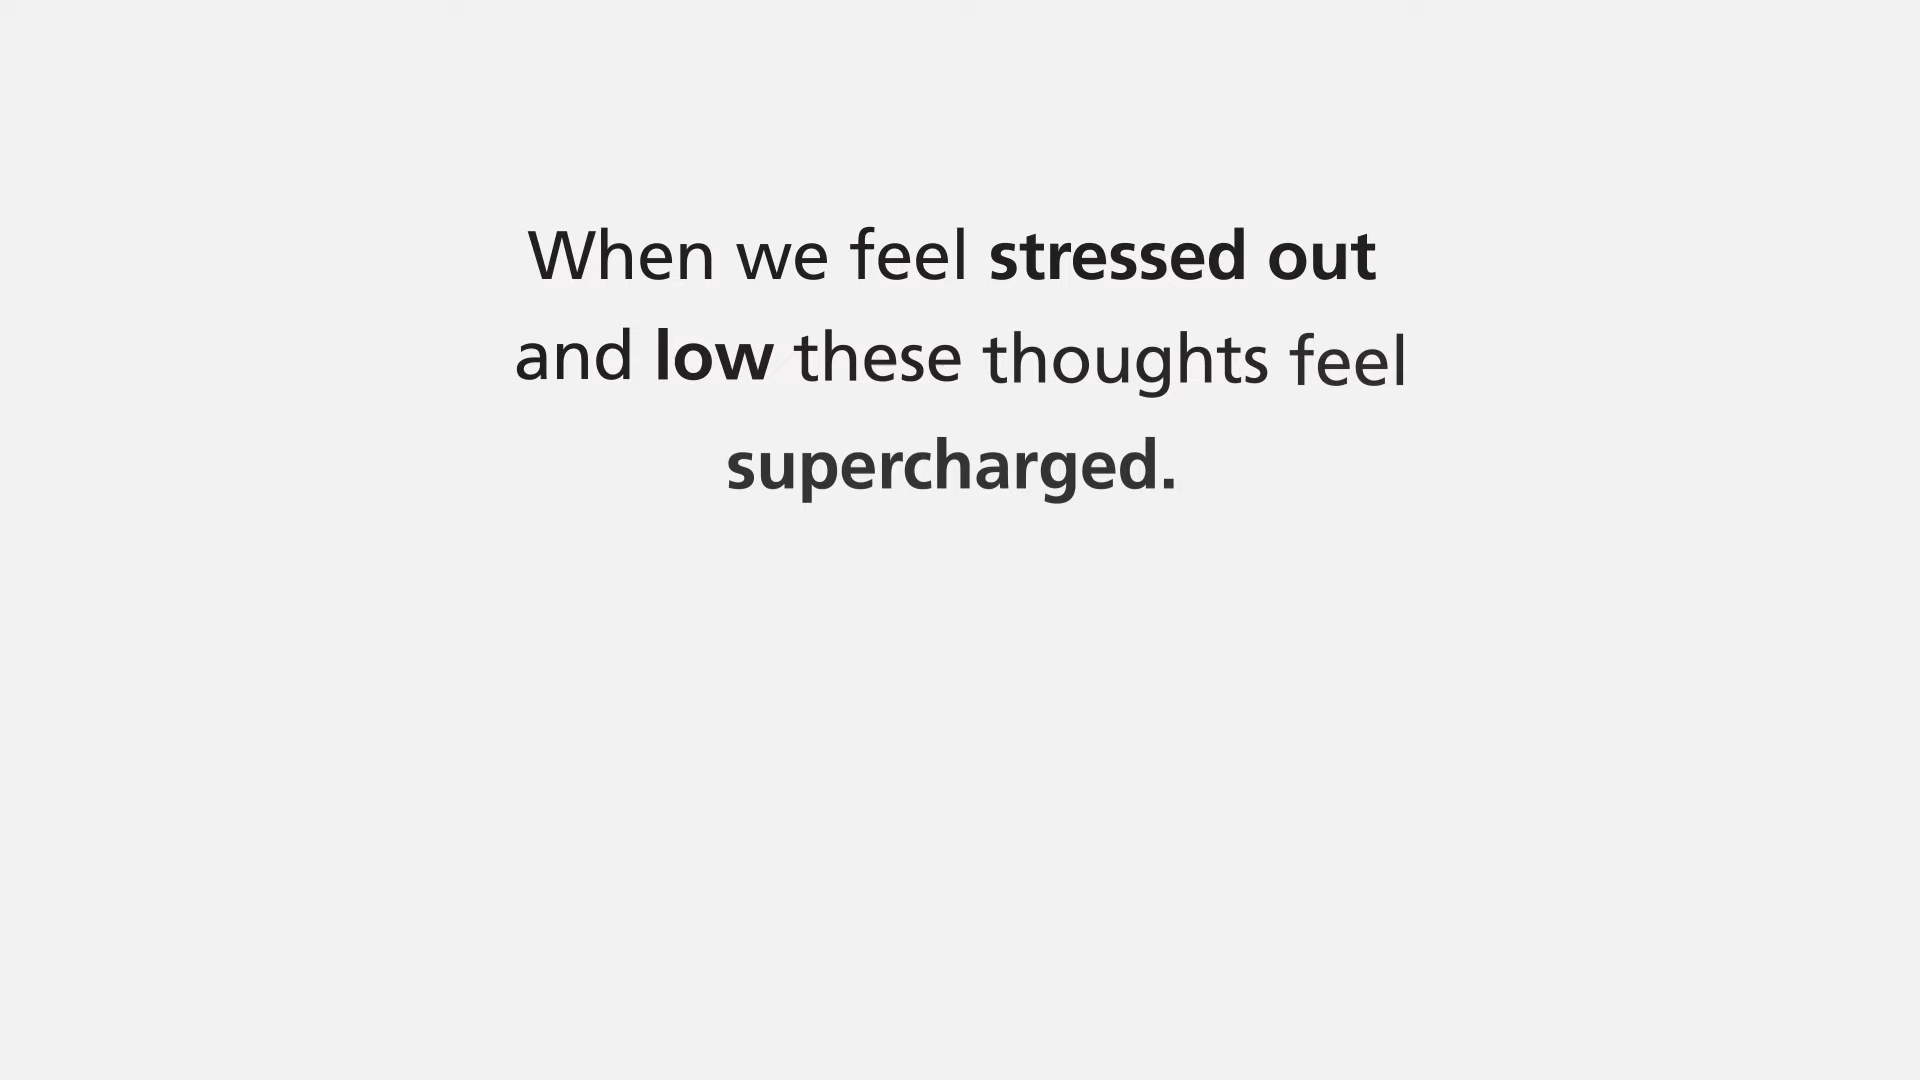 When we feel stressed out
and low these thoughts feel
supercharged.